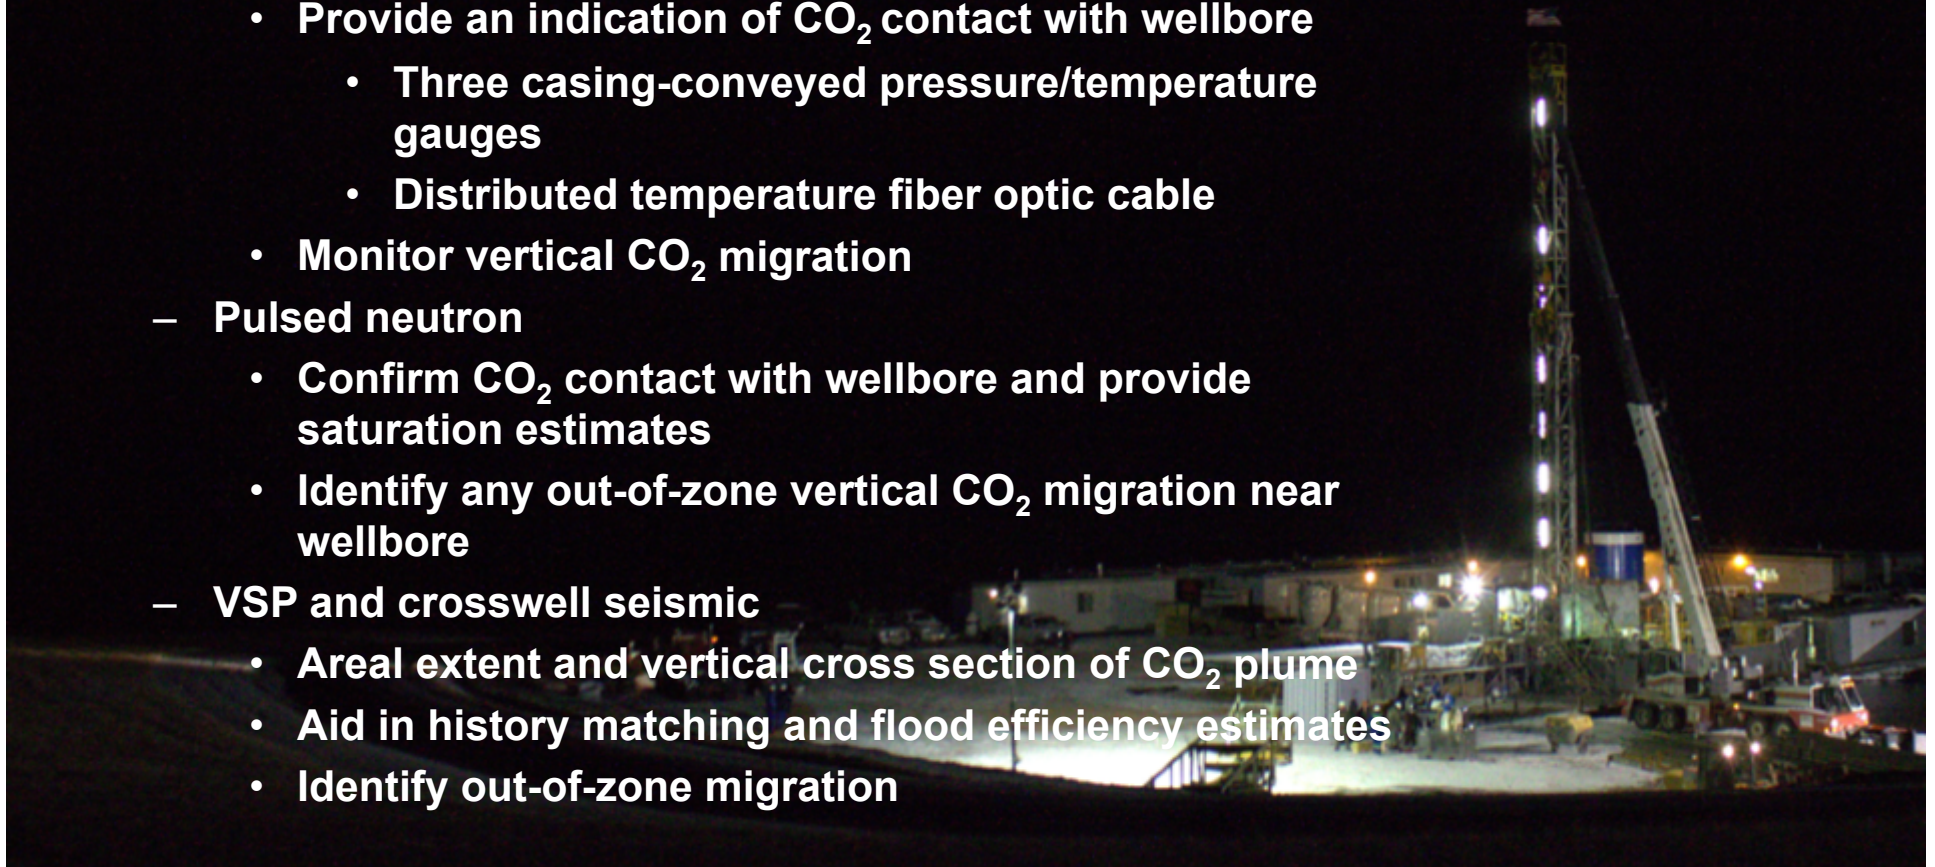 • Provide an indication of CO₂ contact with wellbore
• Three casing-conveyed pressure/temperature
gauges
• Distributed temperature fiber optic cable
• Monitor vertical CO₂ migration
– Pulsed neutron
• Confirm CO₂ contact with wellbore and provide
saturation estimates
• Identify any out-of-zone vertical CO₂ migration near
wellbore
– VSP and crosswell seismic
• Areal extent and vertical cross section of CO₂ plume
• Aid in history matching and flood efficiency estimates
• Identify out-of-zone migration